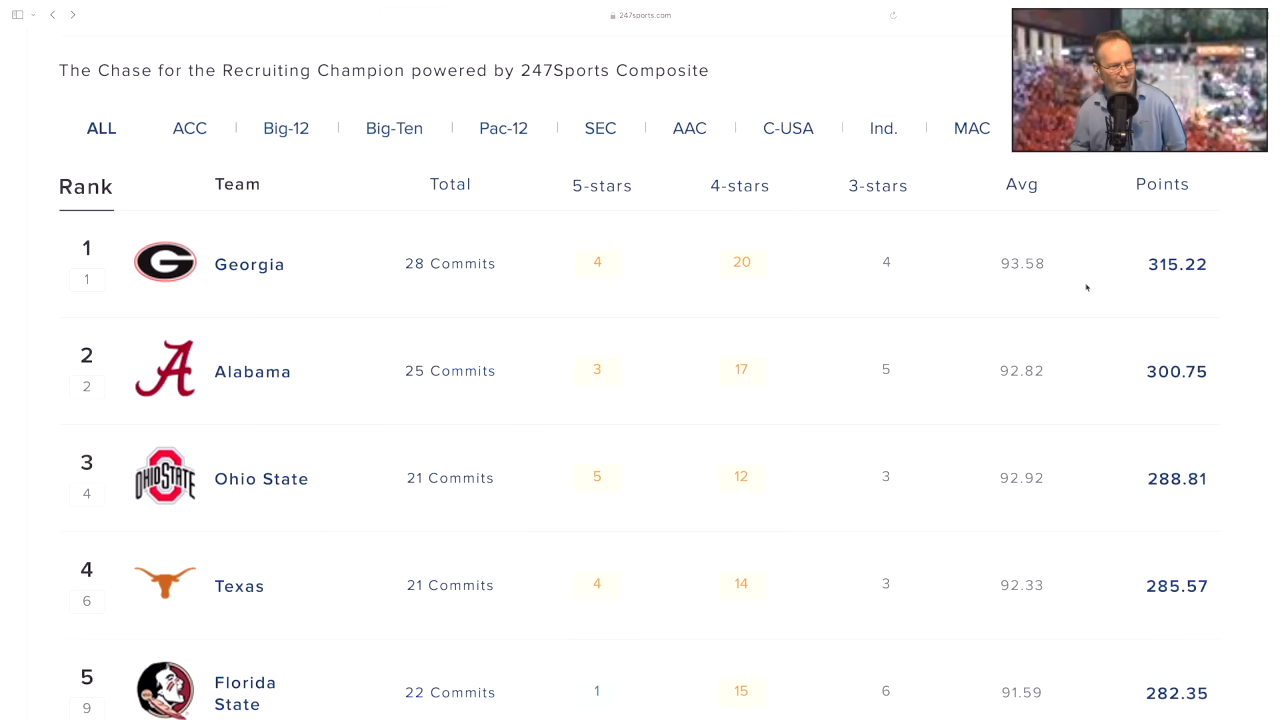 247sports.com
The Chase for the Recruiting Champion powered by 247Sports Composite
ALL ACC Big-12 Big-Ten Pac-12 SEC AAC C-USA Ind. MAC
Rank Team Total 5-stars 4-stars 3-stars Avg Points
1 G Georgia 28 Commits 4 20 4 93.58 315.22
1
2 A Alabama 25 Commits 3 17 5 92.82 300.75
2
3 OHIO STATE Ohio State 21 Commits 5 12 3 92.92 288.81
4
4 Texas 21 Commits 4 14 3 92.33 285.57
6
5 Florida State 22 Commits 1 15 6 91.59 282.35
9